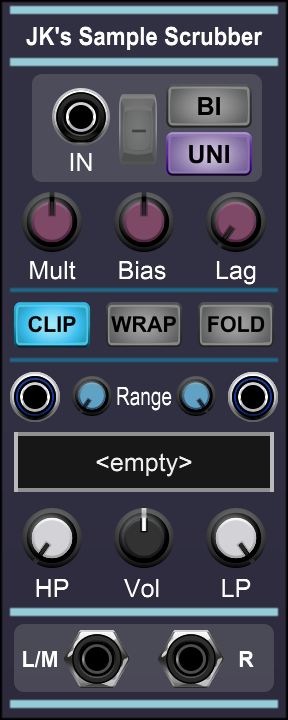 JK's Sample Scrubber
BI
IN
UNI
Mult Bias Lag
CLIP WRAP FOLD
Range
<empty>
HP Vol LP
L/M R